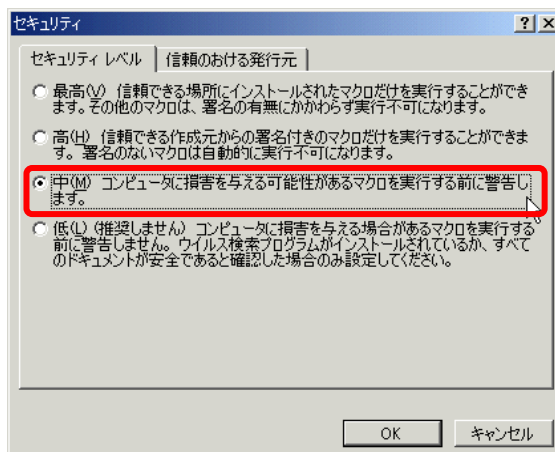 セキュリティ
セキュリティ レベル 信頼のおける発行元
最高(V) 信頼できる場所にインストールされたマクロだけを実行することができ
ます。その他のマクロは、署名の有無にかかわらず実行不可になります。
高(H) 信頼できる作成元からの署名付きのマクロだけを実行することができま
す。署名のないマクロは自動的に実行不可になります。
中(M) コンピュータに損害を与える可能性があるマクロを実行する前に警告し
ます。
低(L) (推奨しません) コンピュータに損害を与える場合があるマクロを実行する
前に警告しません。ウイルス検索プログラムがインストールされているか、すべて
のドキュメントが安全であると確認した場合のみ設定してください。
OK キャンセル